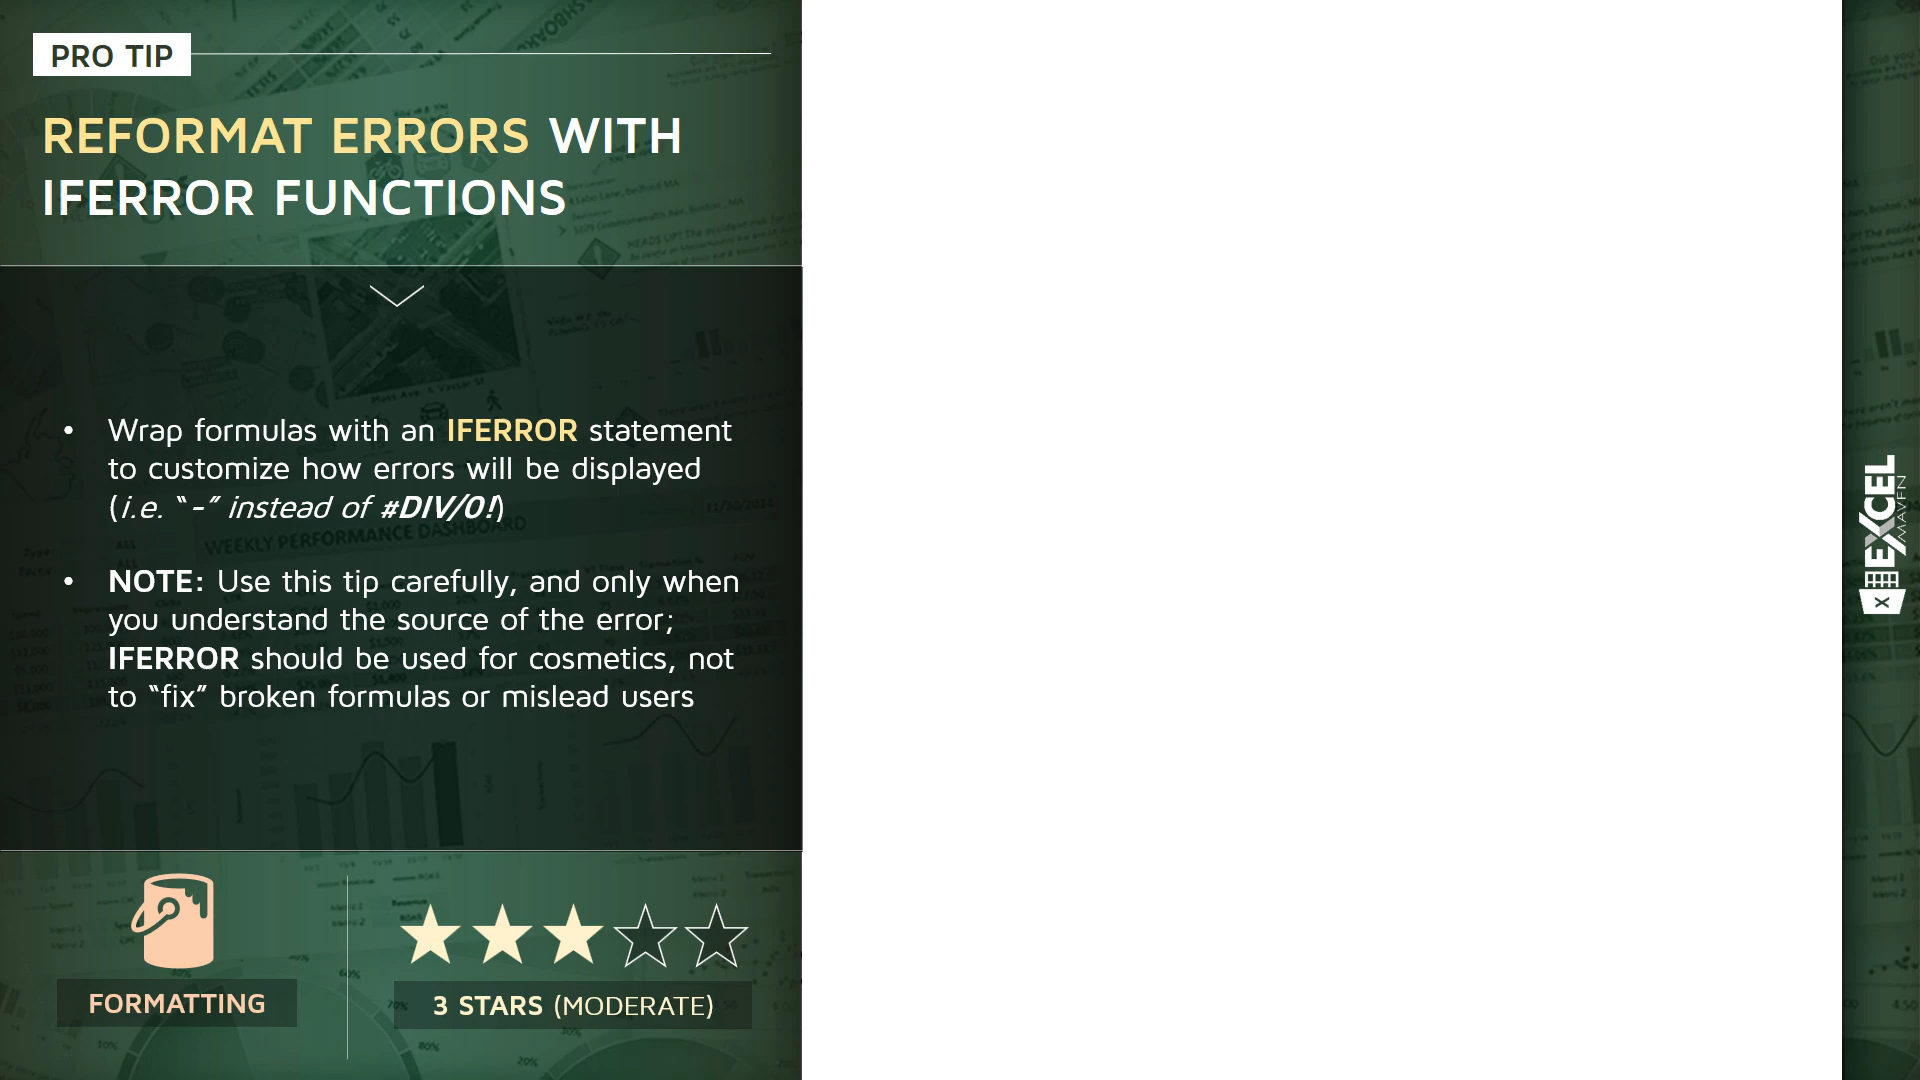 PRO TIP
REFORMAT ERRORS WITH
IFERROR FUNCTIONS
• Wrap formulas with an IFERROR statement
to customize how errors will be displayed
(i.e. “-” instead of #DIV/0!)
• NOTE: Use this tip carefully, and only when
you understand the source of the error;
IFERROR should be used for cosmetics, not
to “fix” broken formulas or mislead users
WEEKLY PERFORMANCE DASHBOARD
FORMATTING
3 STARS (MODERATE)
X EXCEL
MAVEN